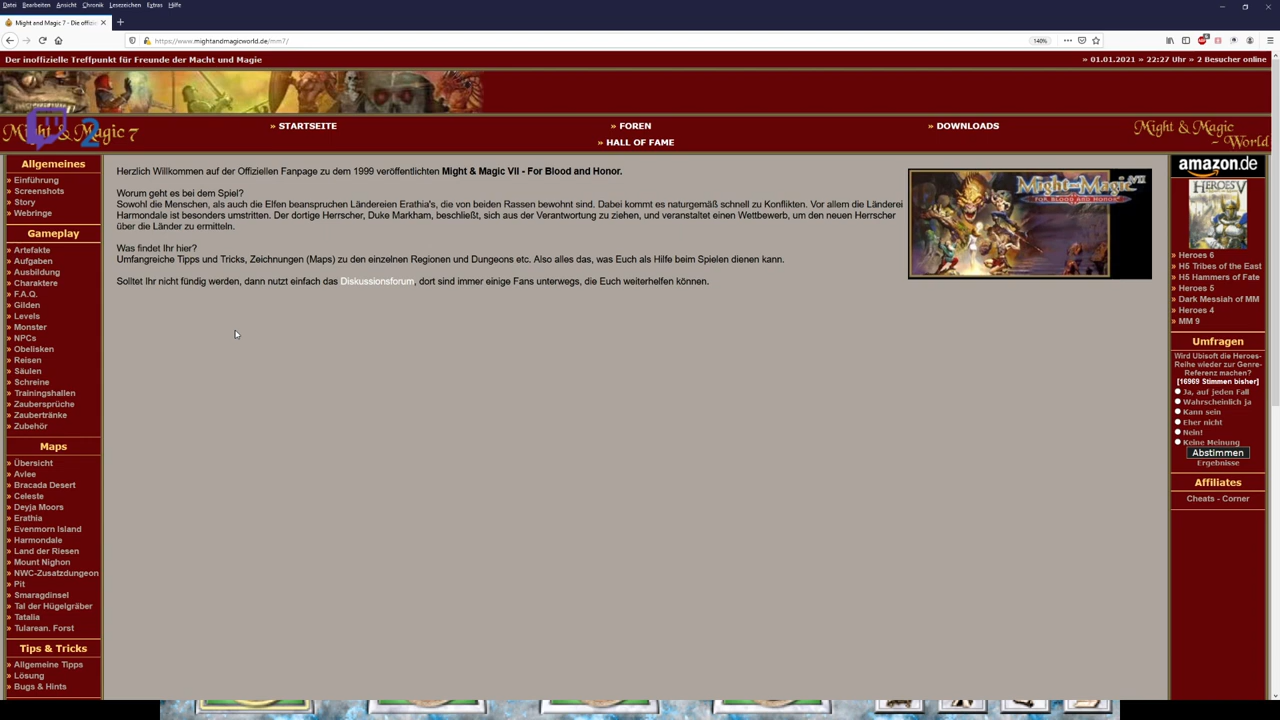 Datei Bearbeiten Ansicht Chronik Lesezeichen Extras Hilfe
Might and Magic 7 - Die offizi
https://www.mightandmagicworld.de/mm7/
140%
Der inoffizielle Treffpunkt für Freunde der Macht und Magie
» 01.01.2021 » 22:27 Uhr » 2 Besucher online
Might & Magic 7
2
» STARTSEITE
» FOREN
» DOWNLOADS
» HALL OF FAME
Might & Magic
- World
Allgemeines
» Einführung
» Screenshots
» Story
» Webringe
Gameplay
» Artefakte
» Aufgaben
» Ausbildung
» Charaktere
» F.A.Q.
» Gilden
» Levels
» Monster
» NPCs
» Obelisken
» Reisen
» Säulen
» Schreine
» Trainingshallen
» Zaubersprüche
» Zaubertränke
» Zubehör
Maps
» Übersicht
» Avlee
» Bracada Desert
» Celeste
» Deyja Moors
» Erathia
» Evenmorn Island
» Harmondale
» Land der Riesen
» Mount Nighon
» NWC-Zusatzdungeon
» Pit
» Smaragdinsel
» Tal der Hügelgräber
» Tatalia
» Tularean. Forst
Tips & Tricks
» Allgemeine Tipps
» Lösung
» Bugs & Hints
Herzlich Willkommen auf der Offiziellen Fanpage zu dem 1999 veröffentlichten Might & Magic VII - For Blood and Honor.
Worum geht es bei dem Spiel?
Sowohl die Menschen, als auch die Elfen beanspruchen Ländereien Erathia's, die von beiden Rassen bewohnt sind. Dabei kommt es naturgemäß schnell zu Konflikten. Vor allem die Länderei
Harmondale ist besonders umstritten. Der dortige Herrscher, Duke Markham, beschließt, sich aus der Verantwortung zu ziehen, und veranstaltet einen Wettbewerb, um den neuen Herrscher
über die Länder zu ermitteln.
Was findet Ihr hier?
Umfangreiche Tipps und Tricks, Zeichnungen (Maps) zu den einzelnen Regionen und Dungeons etc. Also alles das, was Euch als Hilfe beim Spielen dienen kann.
Solltet Ihr nicht fündig werden, dann nutzt einfach das Diskussionsforum, dort sind immer einige Fans unterwegs, die Euch weiterhelfen können.
Might and Magic VII
FOR BLOOD AND HONOR
amazon.de
HEROES V
» Heroes 6
» H5 Tribes of the East
» H5 Hammers of Fate
» Heroes 5
» Dark Messiah of MM
» Heroes 4
» MM 9
Umfragen
Wird Ubisoft die Heroes-
Reihe wieder zur Genre-
Referenz machen?
[16969 Stimmen bisher]
Ja, auf jeden Fall
Wahrscheinlich ja
Kann sein
Eher nicht
Nein!
Keine Meinung
Abstimmen
Ergebnisse
Affiliates
Cheats - Corner